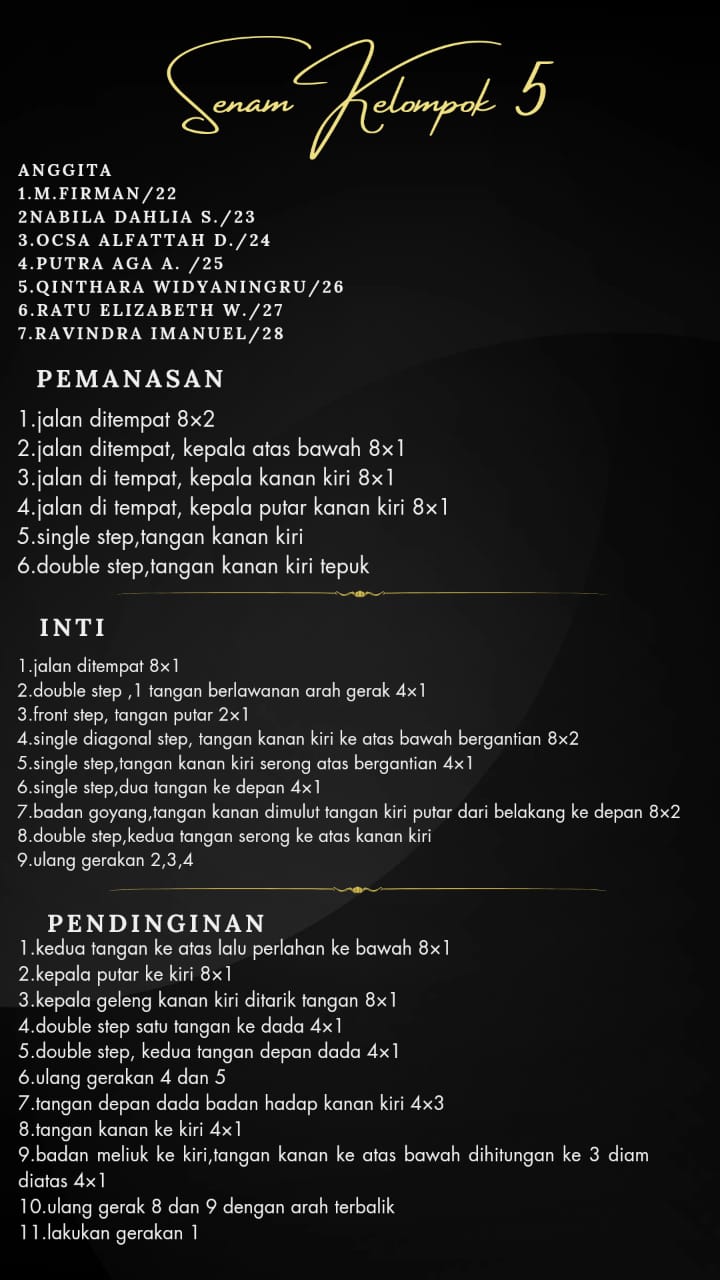 Senam Kelompok 5
ANGGITA
1.M.FIRMAN/22
2NABILA DAHLIA S./23
3.OCSA ALFATTAH D./24
4.PUTRA AGA A. /25
5.QINTHARA WIDYANINGRU/26
6.RATU ELIZABETH W./27
7.RAVINDRA IMANUEL/28
PEMANASAN
1.jalan ditempat 8×2
2.jalan ditempat, kepala atas bawah 8×1
3.jalan di tempat, kepala kanan kiri 8×1
4.jalan di tempat, kepala putar kanan kiri 8×1
5.single step,tangan kanan kiri
6.double step,tangan kanan kiri tepuk
INTI
1.jalan ditempat 8×1
2.double step ,1 tangan berlawanan arah gerak 4×1
3.front step, tangan putar 2×1
4.single diagonal step, tangan kanan kiri ke atas bawah bergantian 8×2
5.single step,tangan kanan kiri serong atas bergantian 4×1
6.single step,dua tangan ke depan 4×1
7.badan goyang,tangan kanan dimulut tangan kiri putar dari belakang ke depan 8×2
8.double step,kedua tangan serong ke atas kanan kiri
9.ulang gerakan 2,3,4
PENDINGINAN
1.kedua tangan ke atas lalu perlahan ke bawah 8×1
2.kepala putar ke kiri 8×1
3.kepala geleng kanan kiri ditarik tangan 8×1
4.double step satu tangan ke dada 4×1
5.double step, kedua tangan depan dada 4×1
6.ulang gerakan 4 dan 5
7.tangan depan dada badan hadap kanan kiri 4×3
8.tangan kanan ke kiri 4×1
9.badan meliuk ke kiri,tangan kanan ke atas bawah dihitungan ke 3 diam
diatas 4×1
10.ulang gerak 8 dan 9 dengan arah terbalik
11.lakukan gerakan 1